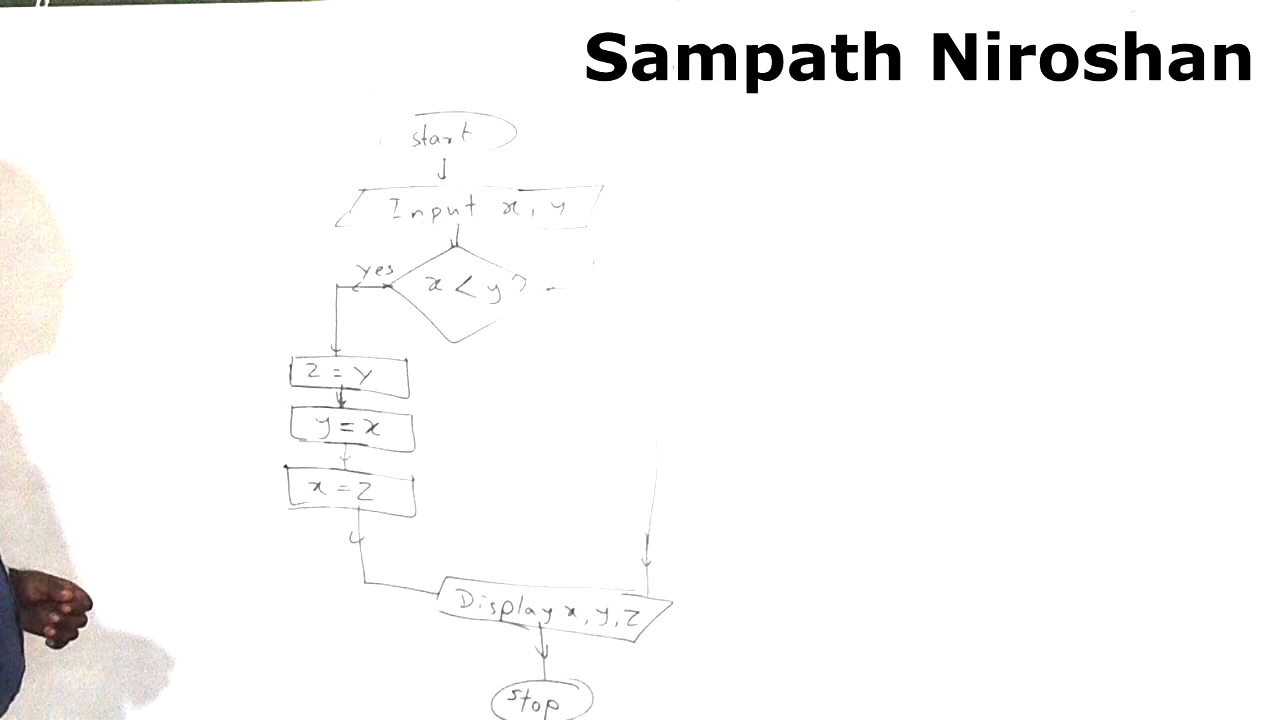 Sampath Niroshan
start
Input x, y
yes
x < y ?
z = y
y = x
x = z
Display x, y, z
stop